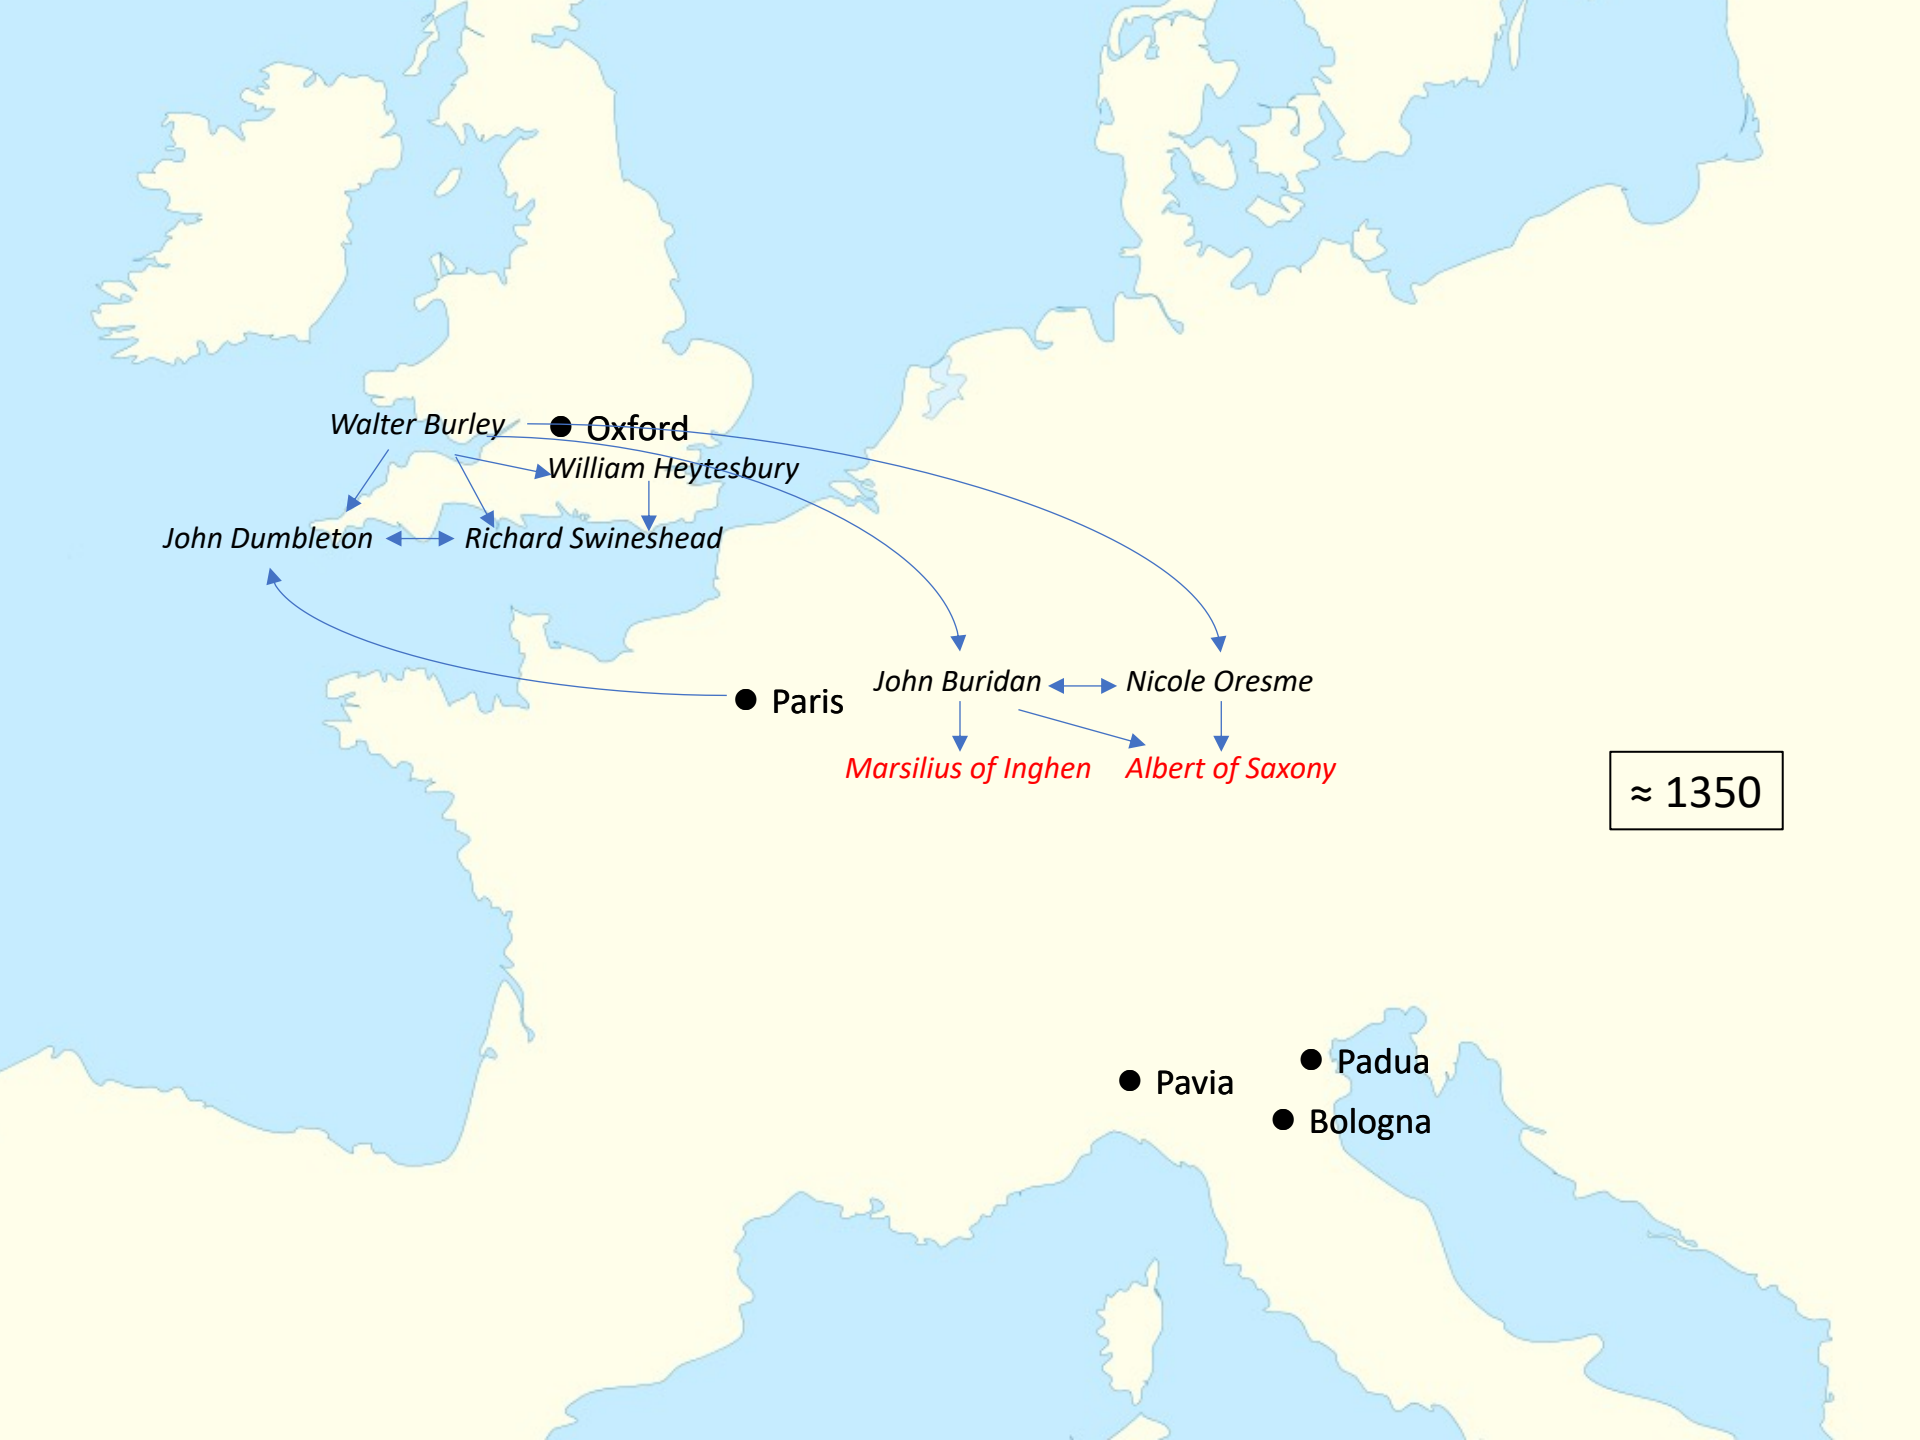 Walter Burley
Oxford
William Heytesbury
John Dumbleton
Richard Swineshead
Paris
John Buridan
Nicole Oresme
Marsilius of Inghen
Albert of Saxony
≈ 1350
Padua
Pavia
Bologna